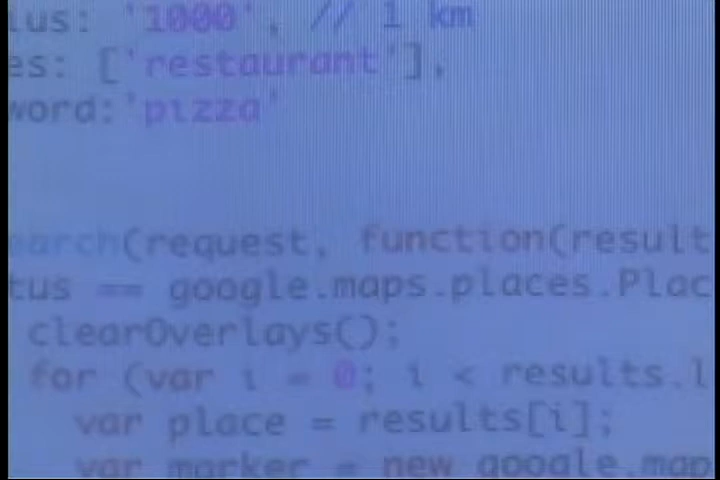 ius: '1000', // 1 km
es: ['restaurant'],
word:'pizza'
earch(request, function(result
tus == google.maps.places.Plac
clearOverlays();
for (var i = 0; i < results.l
var place = results[i];
var marker = new google.map